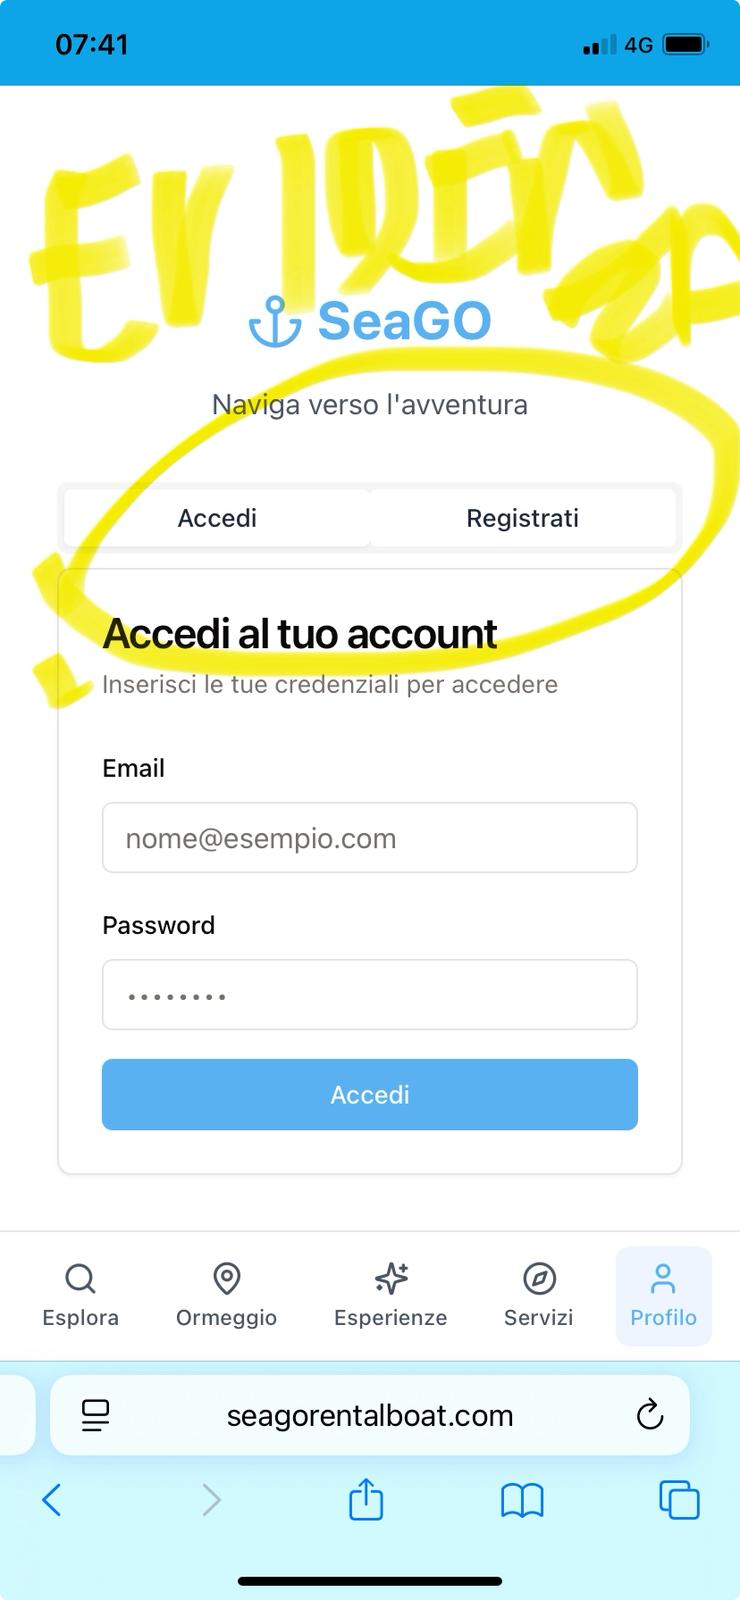 07:41 4G
SeaGO
Naviga verso l'avventura
Accedi Registrati
Accedi al tuo account
Inserisci le tue credenziali per accedere
Email
nome@esempio.com
Password
••••••••
Accedi
Esplora Ormeggio Esperienze Servizi Profilo
seagorentalboat.com